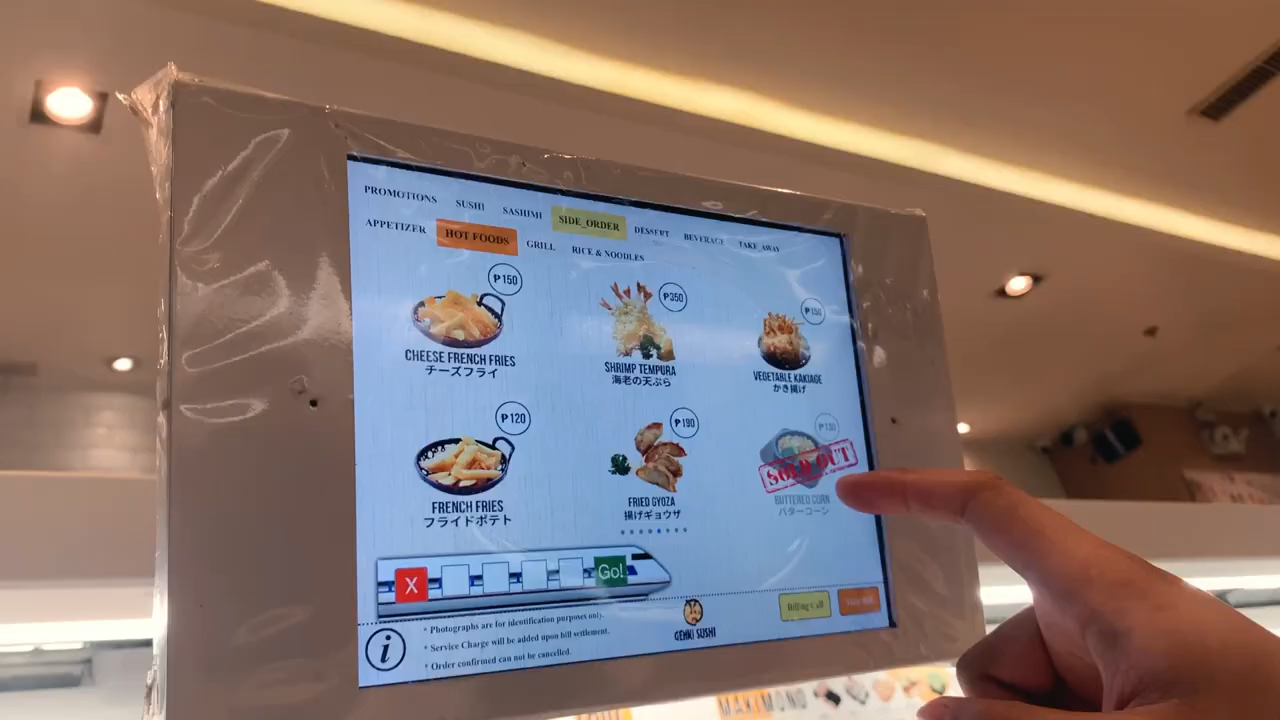 PROMOTIONS SUSHI SASHIMI SIDE_ORDER DESSERT BEVERAGE TAKE_AWAY
APPETIZER HOT FOODS GRILL RICE & NOODLES
₱150
CHEESE FRENCH FRIES
チーズフライ
₱350
SHRIMP TEMPURA
海老の天ぷら
₱150
VEGETABLE KAKIAGE
かき揚げ
₱120
FRENCH FRIES
フライドポテト
₱190
FRIED GYOZA
揚げギョウザ
₱130
SOLD OUT
BUTTERED CORN
バターコーン
X Go!
i
* Photographs are for identification purposes only.
* Service Charge will be added upon bill settlement.
* Order confirmed can not be cancelled.
GENKI SUSHI
Billing Call
MAKIMONO